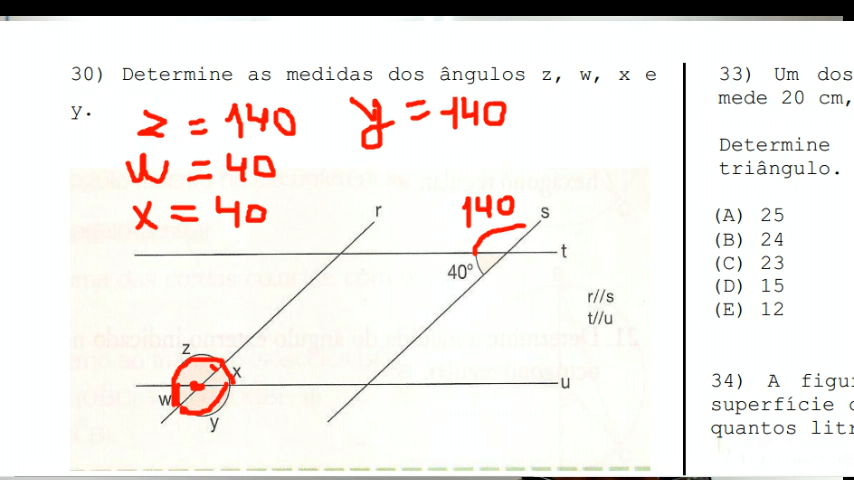 30) Determine as medidas dos ângulos z, w, x e
y.
z = 140
y = 140
w = 40
x = 40
r
140
s
t
40°
r//s
t//u
z
x
u
w
y
33) Um dos
mede 20 cm,
Determine
triângulo.
(A) 25
(B) 24
(C) 23
(D) 15
(E) 12
34) A figu
superfície
quantos lit